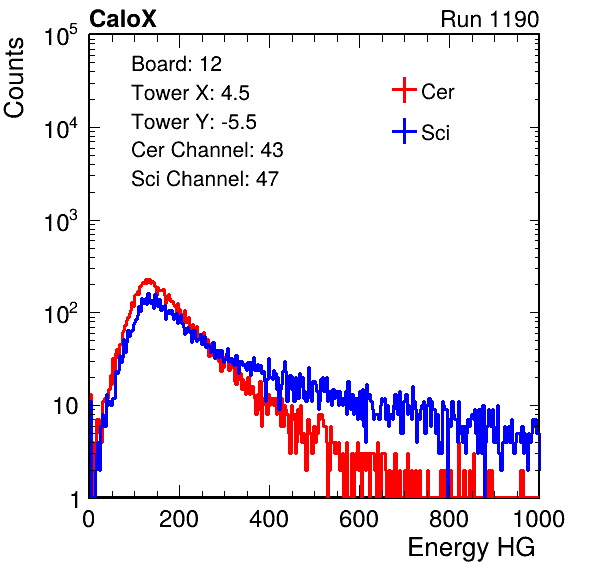 CaloX Run 1190
Counts
Board: 12
Tower X: 4.5
Tower Y: -5.5
Cer Channel: 43
Sci Channel: 47
Cer
Sci
10^5
10^4
10^3
10^2
10
1
0 200 400 600 800 1000
Energy HG